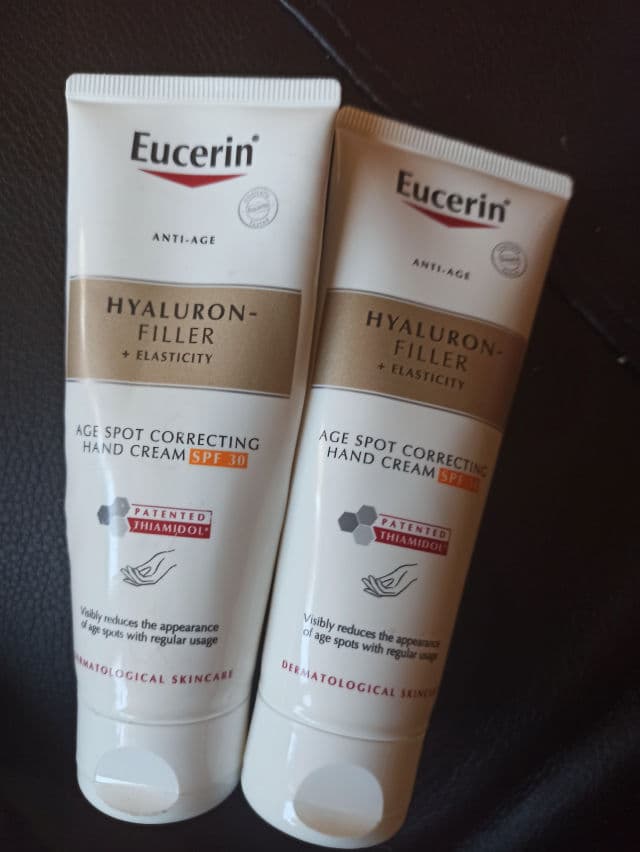 Eucerin®
ANTI-AGE
HYALURON-
FILLER
+ ELASTICITY
AGE SPOT CORRECTING
HAND CREAM SPF 30
PATENTED
THIAMIDOL®
Visibly reduces the appearance
of age spots with regular usage
DERMATOLOGICAL SKINCARE
Eucerin®
ANTI-AGE
HYALURON-
FILLER
+ ELASTICITY
AGE SPOT CORRECTING
HAND CREAM SPF 30
PATENTED
THIAMIDOL®
Visibly reduces the appearance
of age spots with regular usage
DERMATOLOGICAL